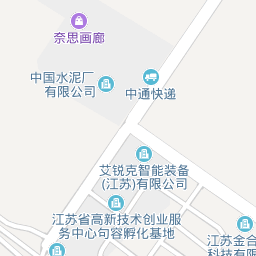 奈思画廊
中国水泥厂
有限公司
中通快递
艾锐克智能装备
(江苏)有限公司
江苏省高新技术创业服
务中心句容孵化基地
江苏金合
科技有限